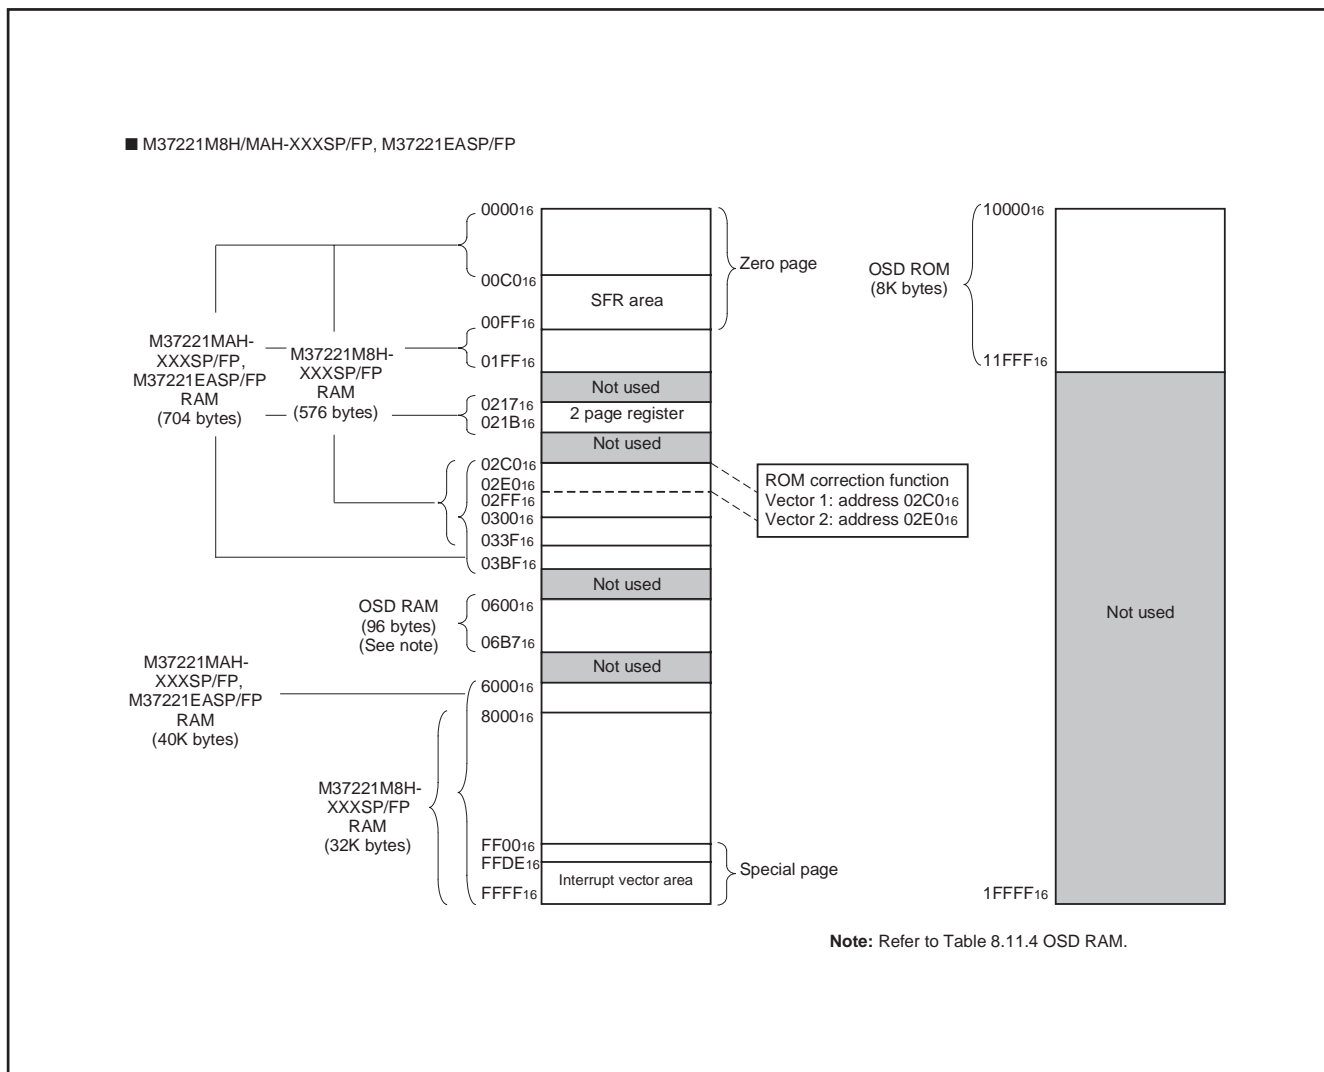 ■ M37221M8H/MAH-XXXSP/FP, M37221EASP/FP
000016
00C016
00FF16
01FF16
021716
021B16
02C016
02E016
02FF16
030016
033F16
03BF16
060016
06B716
600016
800016
FF0016
FFDE16
FFFF16
SFR area
Not used
2 page register
Not used
Not used
Not used
Interrupt vector area
Zero page
Special page
M37221MAH-
XXXSP/FP,
M37221EASP/FP
RAM
(704 bytes)
M37221M8H-
XXXSP/FP
RAM
(576 bytes)
OSD RAM
(96 bytes)
(See note)
M37221MAH-
XXXSP/FP,
M37221EASP/FP
RAM
(40K bytes)
M37221M8H-
XXXSP/FP
RAM
(32K bytes)
ROM correction function
Vector 1: address 02C016
Vector 2: address 02E016
OSD ROM
(8K bytes)
1000016
11FFF16
Not used
1FFFF16
Note: Refer to Table 8.11.4 OSD RAM.